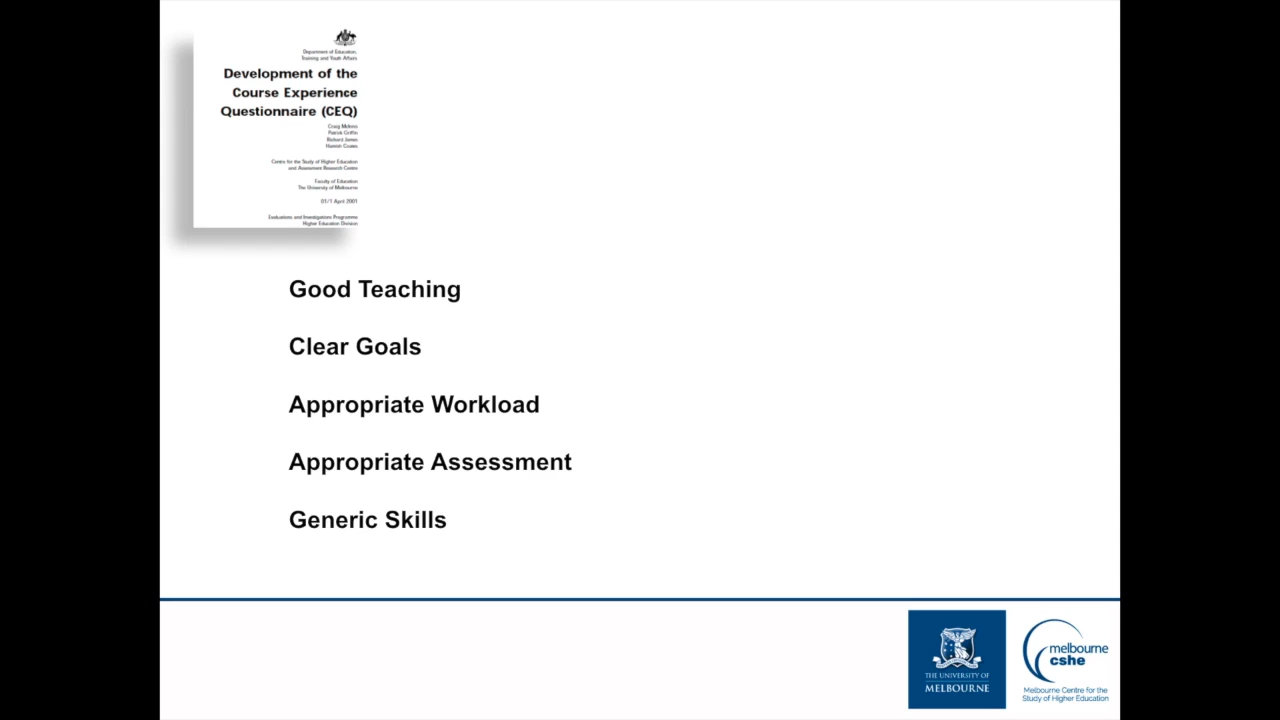 Department of Education,
Training and Youth Affairs
Development of the
Course Experience
Questionnaire (CEQ)
Craig McInnis
Patrick Griffin
Richard James
Hamish Coates
Centre for the Study of Higher Education
and Assessment Research Centre
Faculty of Education
The University of Melbourne
01/1 April 2001
Evaluations and Investigations Programme
Higher Education Division
Good Teaching
Clear Goals
Appropriate Workload
Appropriate Assessment
Generic Skills
THE UNIVERSITY OF
MELBOURNE
melbourne
cshe
Melbourne Centre for the
Study of Higher Education